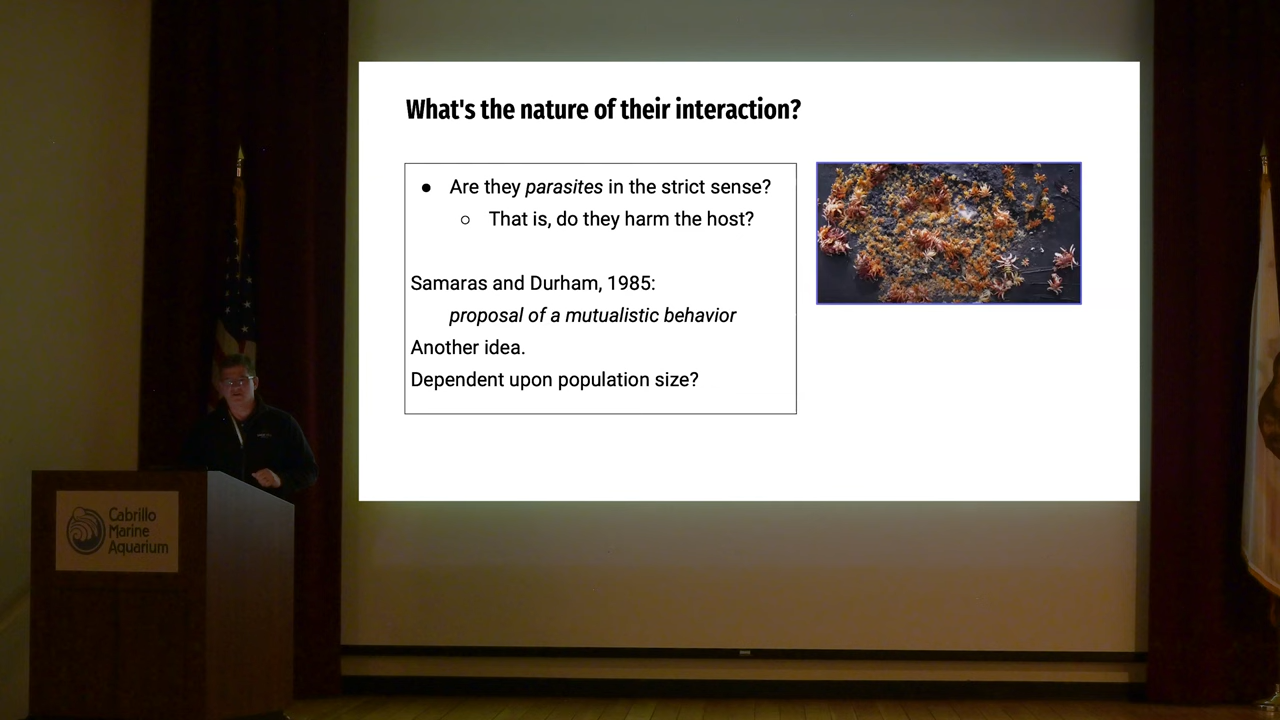 What's the nature of their interaction?
● Are they parasites in the strict sense?
○ That is, do they harm the host?
Samaras and Durham, 1985:
proposal of a mutualistic behavior
Another idea.
Dependent upon population size?
Cabrillo
Marine
Aquarium